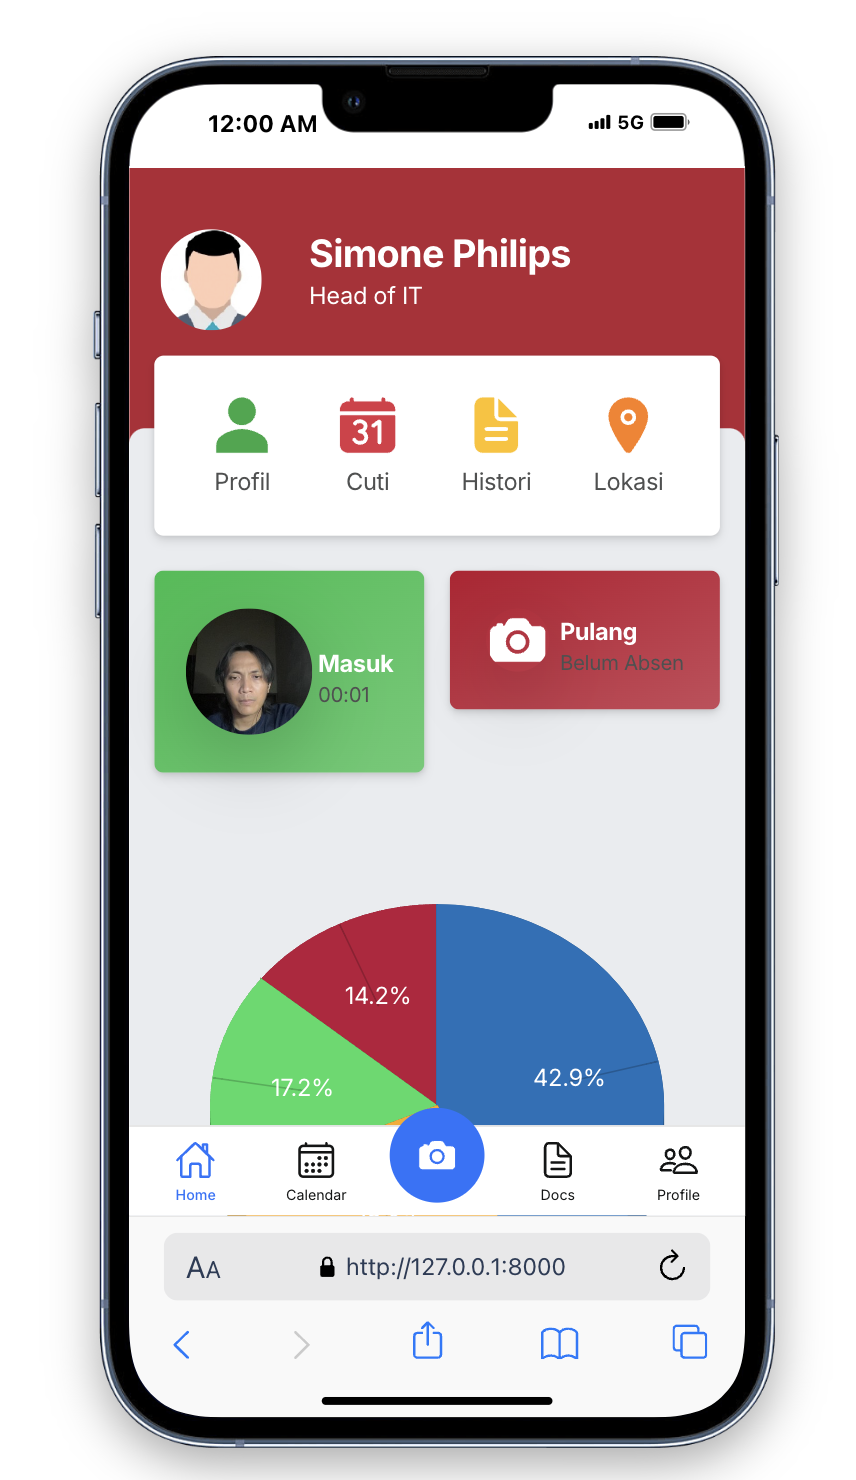 12:00 AM 5G
Simone Philips
Head of IT
31
Profil Cuti Histori Lokasi
Masuk
00:01
Pulang
Belum Absen
14.2%
42.9%
17.2%
Home Calendar Docs Profile
AA http://127.0.0.1:8000